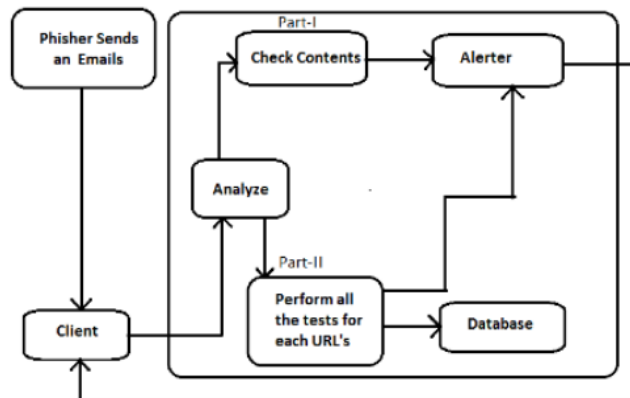 Part-I
Phisher Sends
an Emails
Check Contents
Alerter
Analyze
Part-II
Perform all
the tests for
each URL's
Client
Database